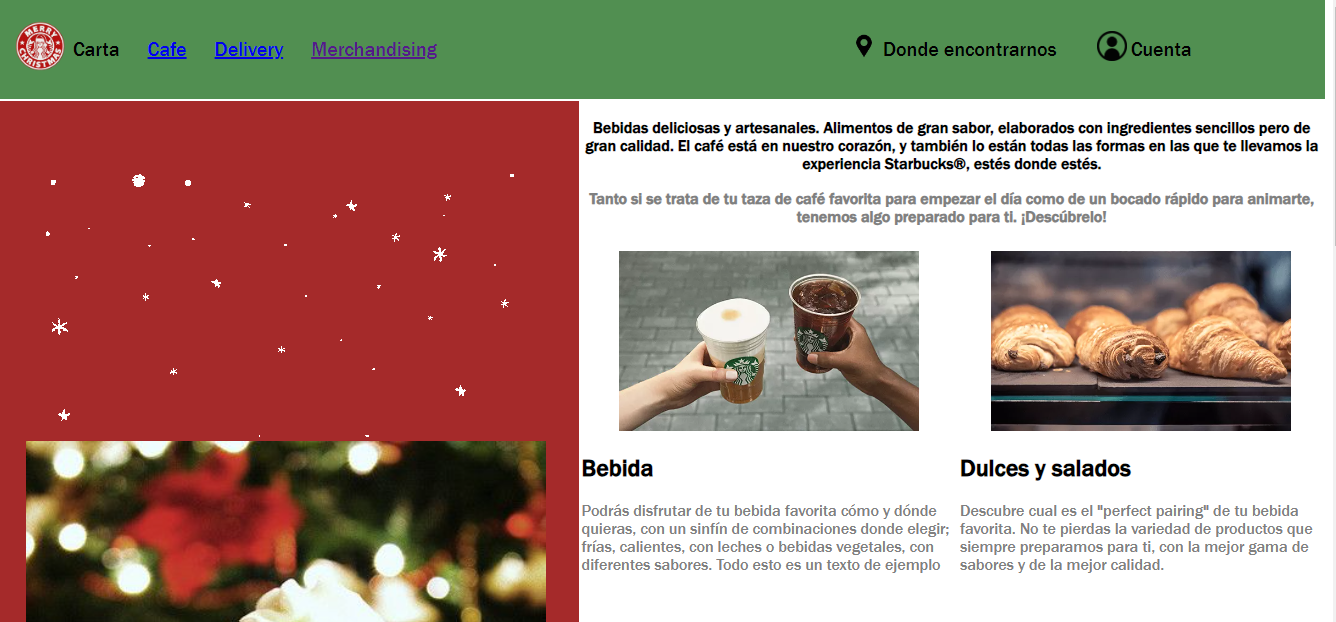 MERRY CHRISTMAS
Carta Cafe Delivery Merchandising Donde encontrarnos Cuenta
Bebidas deliciosas y artesanales. Alimentos de gran sabor, elaborados con ingredientes sencillos pero de
gran calidad. El café está en nuestro corazón, y también lo están todas las formas en las que te llevamos la
experiencia Starbucks®, estés donde estés.
Tanto si se trata de tu taza de café favorita para empezar el día como de un bocado rápido para animarte,
tenemos algo preparado para ti. ¡Descúbrelo!
Bebida
Podrás disfrutar de tu bebida favorita cómo y dónde
quieras, con un sinfín de combinaciones donde elegir;
frías, calientes, con leches o bebidas vegetales, con
diferentes sabores. Todo esto es un texto de ejemplo
Dulces y salados
Descubre cual es el "perfect pairing" de tu bebida
favorita. No te pierdas la variedad de productos que
siempre preparamos para ti, con la mejor gama de
sabores y de la mejor calidad.